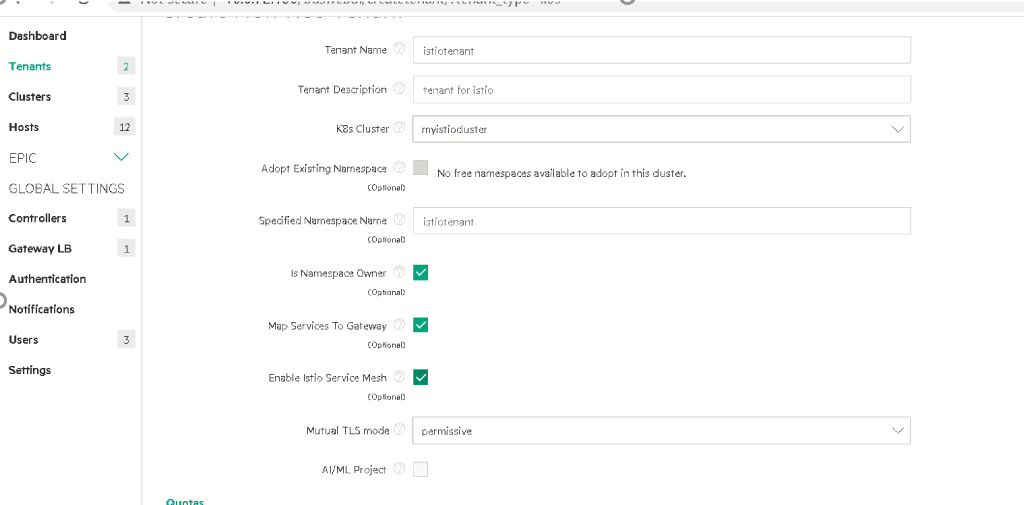 Dashboard
Tenants 2
Clusters 3
Hosts 12
EPIC
GLOBAL SETTINGS
Controllers 1
Gateway LB 1
Authentication
Notifications
Users 3
Settings
Tenant Name istiotenant
Tenant Description tenant for istio
K8s Cluster myistiocluster
Adopt Existing Namespace No free namespaces available to adopt in this cluster.
(Optional)
Specified Namespace Name istiotenant
(Optional)
Is Namespace Owner
(Optional)
Map Services To Gateway
(Optional)
Enable Istio Service Mesh
(Optional)
Mutual TLS mode permissive
AI/ML Project
Quotas